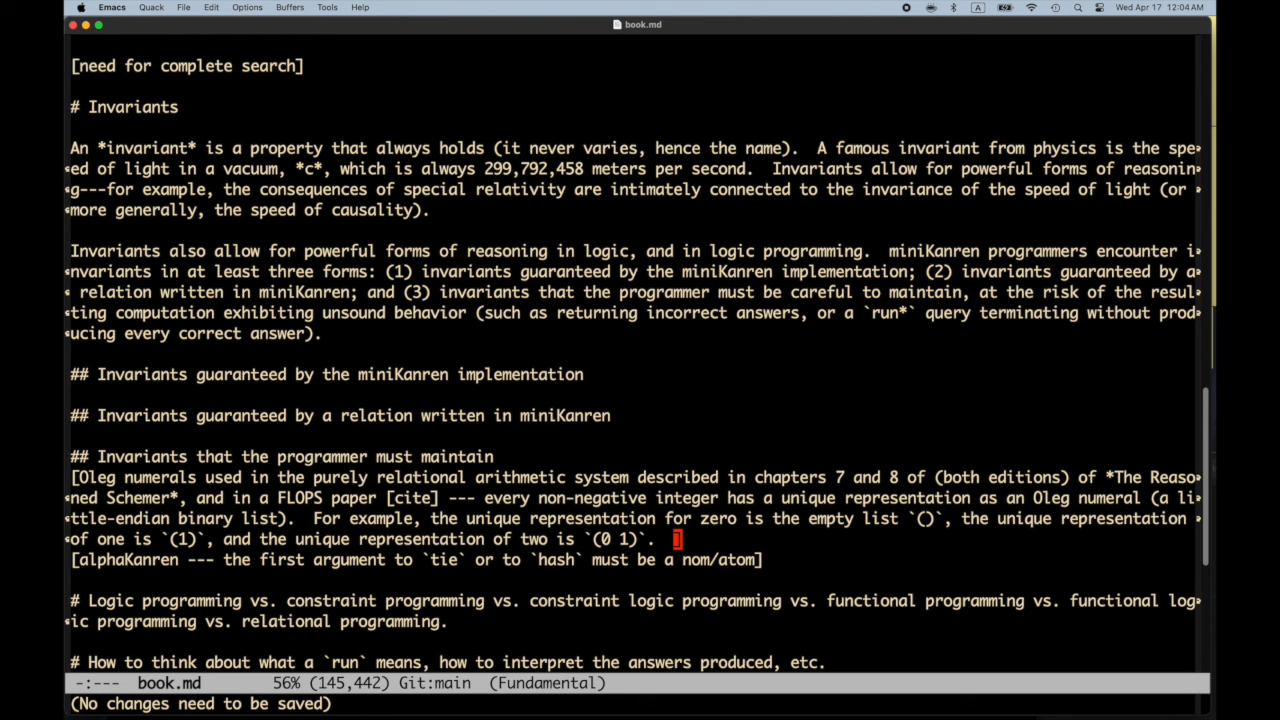 Emacs Quack File Edit Options Buffers Tools Help A Wed Apr 17 12:04 AM
book.md
[need for complete search]
# Invariants
An *invariant* is a property that always holds (it never varies, hence the name).  A famous invariant from physics is the spe
ed of light in a vacuum, *c*, which is always 299,792,458 meters per second.  Invariants allow for powerful forms of reasonin
g---for example, the consequences of special relativity are intimately connected to the invariance of the speed of light (or
more generally, the speed of causality).
Invariants also allow for powerful forms of reasoning in logic, and in logic programming.  miniKanren programmers encounter i
nvariants in at least three forms: (1) invariants guaranteed by the miniKanren implementation; (2) invariants guaranteed by a
relation written in miniKanren; and (3) invariants that the programmer must be careful to maintain, at the risk of the resul
ting computation exhibiting unsound behavior (such as returning incorrect answers, or a `run*` query terminating without prod
ucing every correct answer).
## Invariants guaranteed by the miniKanren implementation
## Invariants guaranteed by a relation written in miniKanren
## Invariants that the programmer must maintain
[Oleg numerals used in the purely relational arithmetic system described in chapters 7 and 8 of (both editions) of *The Reaso
ned Schemer*, and in a FLOPS paper [cite] --- every non-negative integer has a unique representation as an Oleg numeral (a li
ttle-endian binary list).  For example, the unique representation for zero is the empty list `()`, the unique representation
of one is `(1)`, and the unique representation of two is `(0 1)`.  ]
[alphaKanren --- the first argument to `tie` or to `hash` must be a nom/atom]
# Logic programming vs. constraint programming vs. constraint logic programming vs. functional programming vs. functional log
ic programming vs. relational programming.
# How to think about what a `run` means, how to interpret the answers produced, etc.
-:---  book.md        56% (145,442) Git:main  (Fundamental)
(No changes need to be saved)